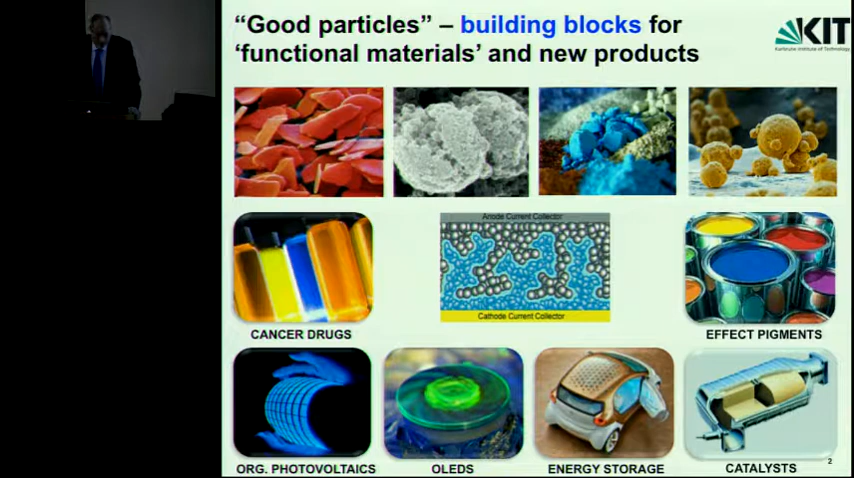 “Good particles” – building blocks for
‘functional materials’ and new products
KIT
Karlsruhe Institute of Technology
Anode Current Collector
Cathode Current Collector
CANCER DRUGS
EFFECT PIGMENTS
ORG. PHOTOVOLTAICS
OLEDS
ENERGY STORAGE
CATALYSTS
2